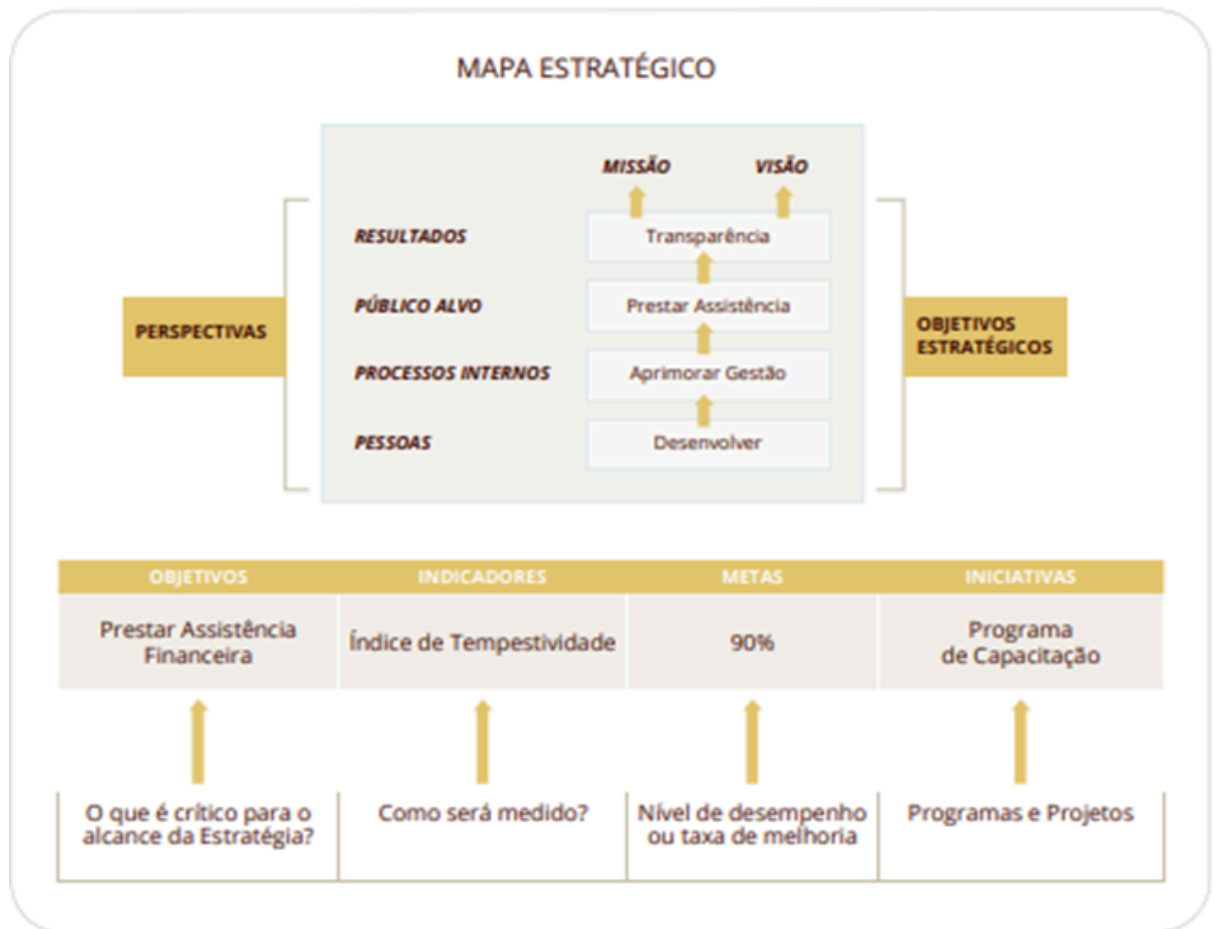 MAPA ESTRATÉGICO
MISSÃO VISÃO
RESULTADOS Transparência
PÚBLICO ALVO Prestar Assistência
PROCESSOS INTERNOS Aprimorar Gestão
PESSOAS Desenvolver
PERSPECTIVAS
OBJETIVOS
ESTRATÉGICOS
OBJETIVOS INDICADORES METAS INICIATIVAS
Prestar Assistência
Financeira
Índice de Tempestividade
90%
Programa
de Capacitação
O que é crítico para o
alcance da Estratégia?
Como será medido?
Nível de desempenho
ou taxa de melhoria
Programas e Projetos